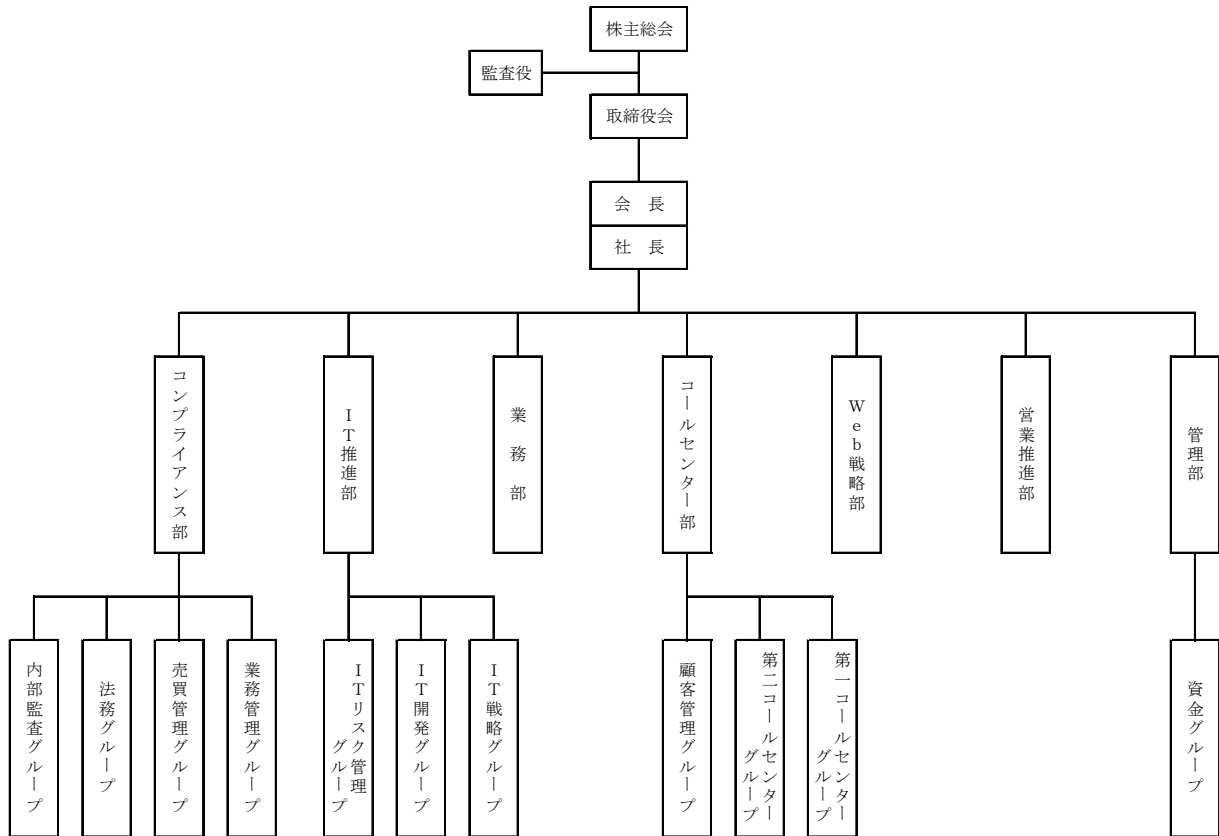 株主総会
監査役
取締役会
会　長
社　長
コンプライアンス部
ＩＴ推進部
業　務　部
コールセンター部
Ｗｅｂ戦略部
営業推進部
管理部
内部監査グループ
法務グループ
売買管理グループ
業務管理グループ
ＩＴリスク管理
グループ
ＩＴ開発グループ
ＩＴ戦略グループ
顧客管理グループ
第二コールセンター
グループ
第一コールセンター
グループ
資金グループ